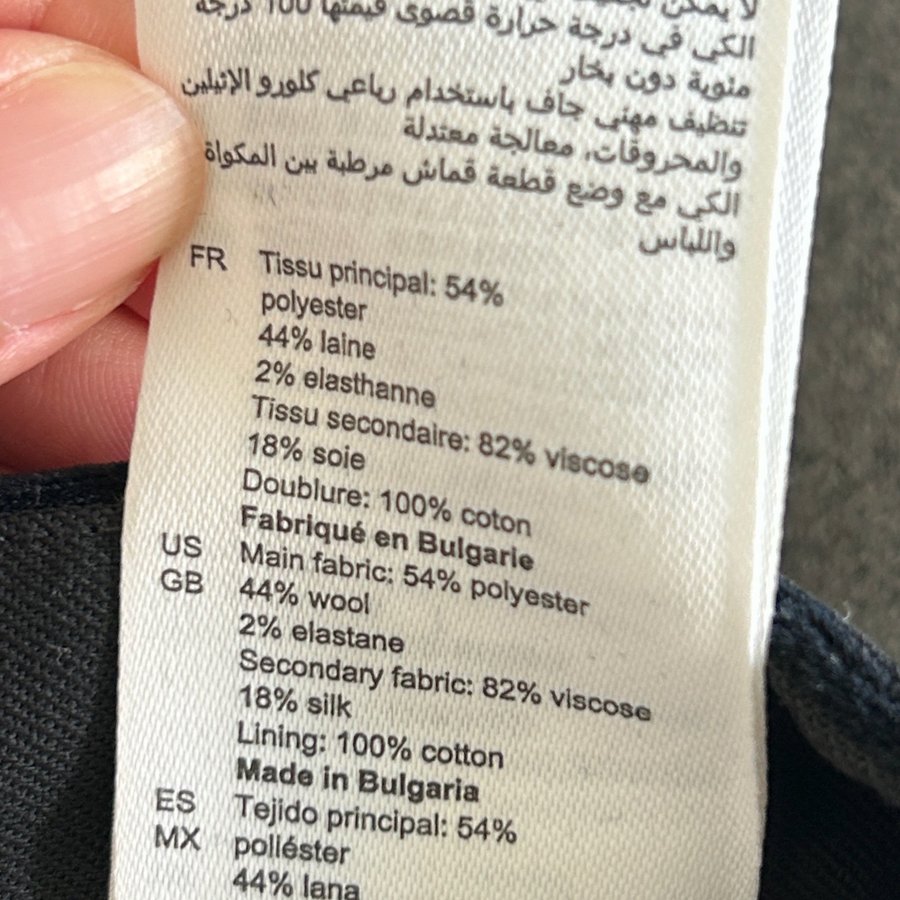 لا يمكن
الكي في درجة حرارة قصوى قيمتها 100 درجة
مئوية دون بخار
تنظيف مهني جاف باستخدام رباعي كلورو الإثيلين
والمحروقات، معالجة معتدلة
الكي مع وضع قطعة قماش مرطبة بين المكواة
واللباس
FR Tissu principal: 54%
polyester
44% laine
2% elasthanne
Tissu secondaire: 82% viscose
18% soie
Doublure: 100% coton
Fabriqué en Bulgarie
US Main fabric: 54% polyester
GB 44% wool
2% elastane
Secondary fabric: 82% viscose
18% silk
Lining: 100% cotton
Made in Bulgaria
ES Tejido principal: 54%
MX poliéster
44% lana